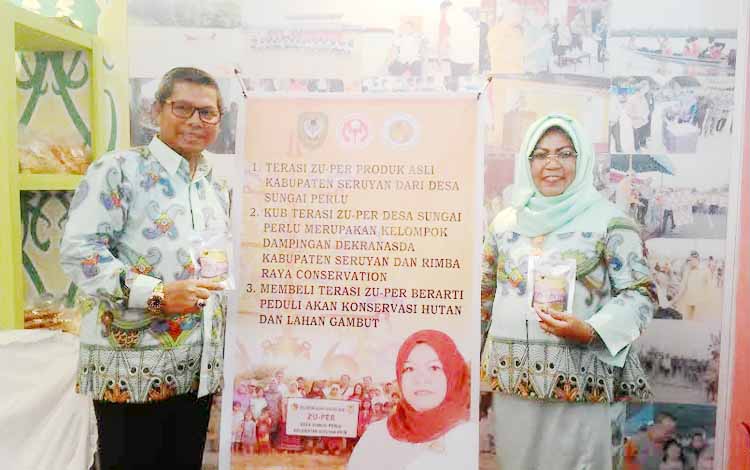 1. TERASI ZU-PER PRODUK ASLI
KABUPATEN SERUYAN DARI DESA
SUNGAI PERLU
2. KUB TERASI ZU-PER DESA SUNGAI
PERLU MERUPAKAN KELOMPOK
DAMPINGAN DEKRANASDA
KABUPATEN SERUYAN DAN RIMBA
RAYA CONSERVATION
3. MEMBELI TERASI ZU-PER BERARTI
PEDULI AKAN KONSERVASI HUTAN
DAN LAHAN GAMBUT
ZU-PER